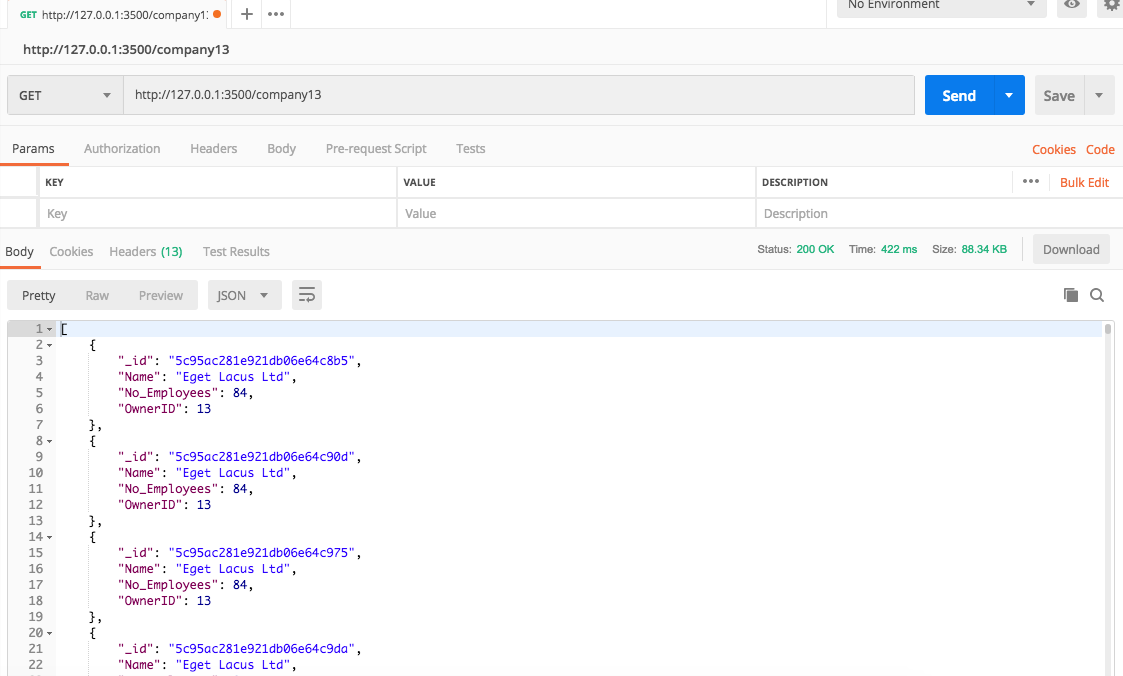 GET http://127.0.0.1:3500/company1 No Environment
http://127.0.0.1:3500/company13
GET http://127.0.0.1:3500/company13 Send Save
Params Authorization Headers Body Pre-request Script Tests Cookies Code
KEY VALUE DESCRIPTION Bulk Edit
Key Value Description
Body Cookies Headers (13) Test Results Status: 200 OK Time: 422 ms Size: 88.34 KB Download
Pretty Raw Preview JSON
1 [
2 {
3 "_id": "5c95ac281e921db06e64c8b5",
4 "Name": "Eget Lacus Ltd",
5 "No_Employees": 84,
6 "OwnerID": 13
7 },
8 {
9 "_id": "5c95ac281e921db06e64c90d",
10 "Name": "Eget Lacus Ltd",
11 "No_Employees": 84,
12 "OwnerID": 13
13 },
14 {
15 "_id": "5c95ac281e921db06e64c975",
16 "Name": "Eget Lacus Ltd",
17 "No_Employees": 84,
18 "OwnerID": 13
19 },
20 {
21 "_id": "5c95ac281e921db06e64c9da",
22 "Name": "Eget Lacus Ltd",